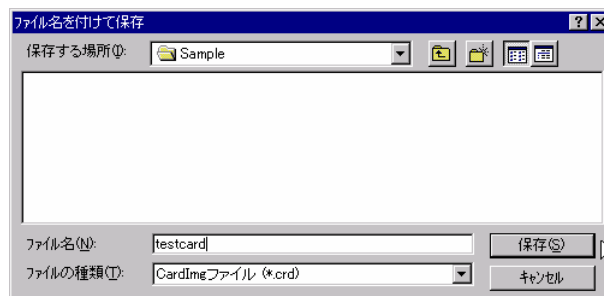 ファイル名を付けて保存
保存する場所(I):
Sample
ファイル名(N):
testcard
保存(S)
ファイルの種類(T):
CardImgファイル (*.crd)
キャンセル